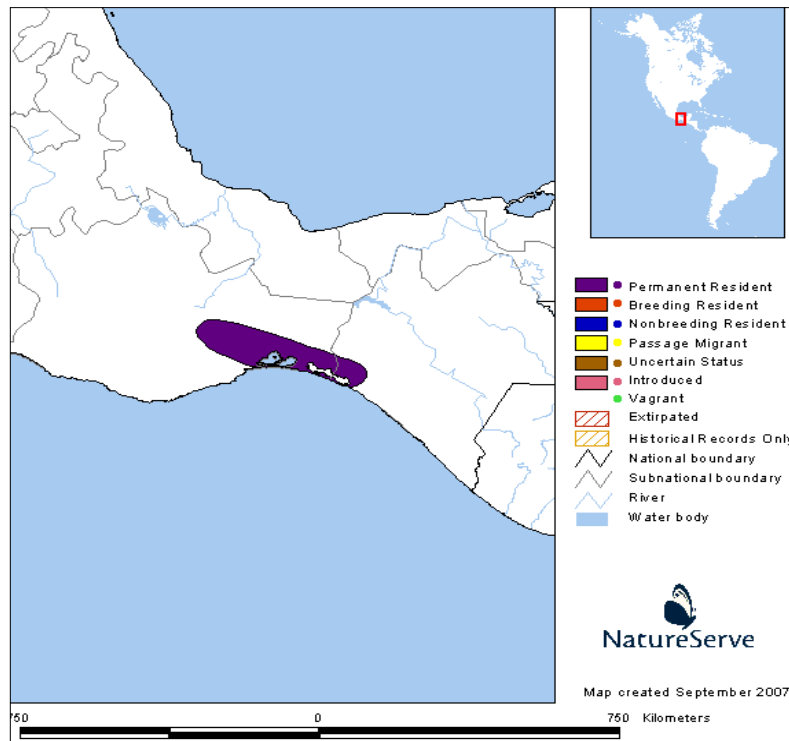 Permanent Resident
Breeding Resident
Nonbreeding Resident
Passage Migrant
Uncertain Status
Introduced
Vagrant
Extirpated
Historical Records Only
National boundary
Subnational boundary
River
Water body
NatureServe
Map created September 2007
750 0 750 Kilometers